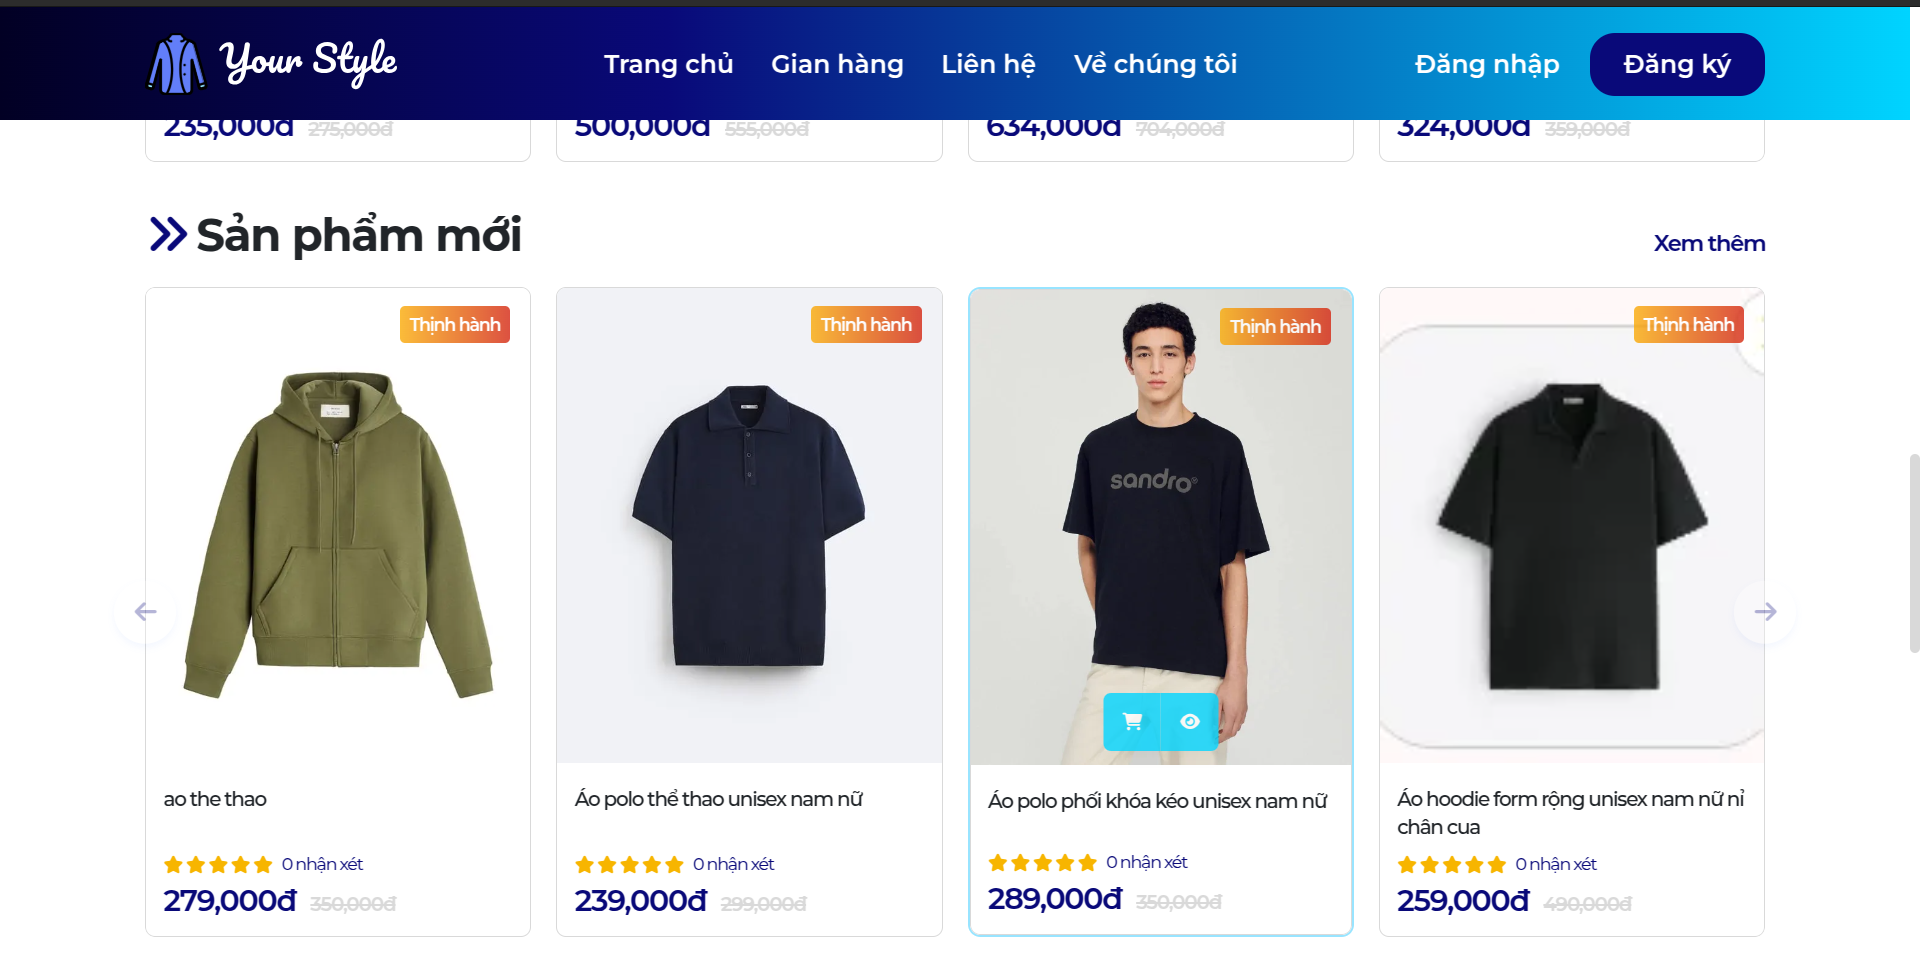 Your Style
Trang chủ
Gian hàng
Liên hệ
Về chúng tôi
Đăng nhập
Đăng ký
235,000đ 275,000đ
500,000đ 555,000đ
634,000đ 704,000đ
324,000đ 359,000đ
Sản phẩm mới
Xem thêm
Thịnh hành
Thịnh hành
Thịnh hành
Thịnh hành
sandro®
ao the thao
0 nhận xét
279,000đ 350,000đ
Áo polo thể thao unisex nam nữ
0 nhận xét
239,000đ 299,000đ
Áo polo phối khóa kéo unisex nam nữ
0 nhận xét
289,000đ 350,000đ
Áo hoodie form rộng unisex nam nữ nỉ
chân cua
0 nhận xét
259,000đ 490,000đ